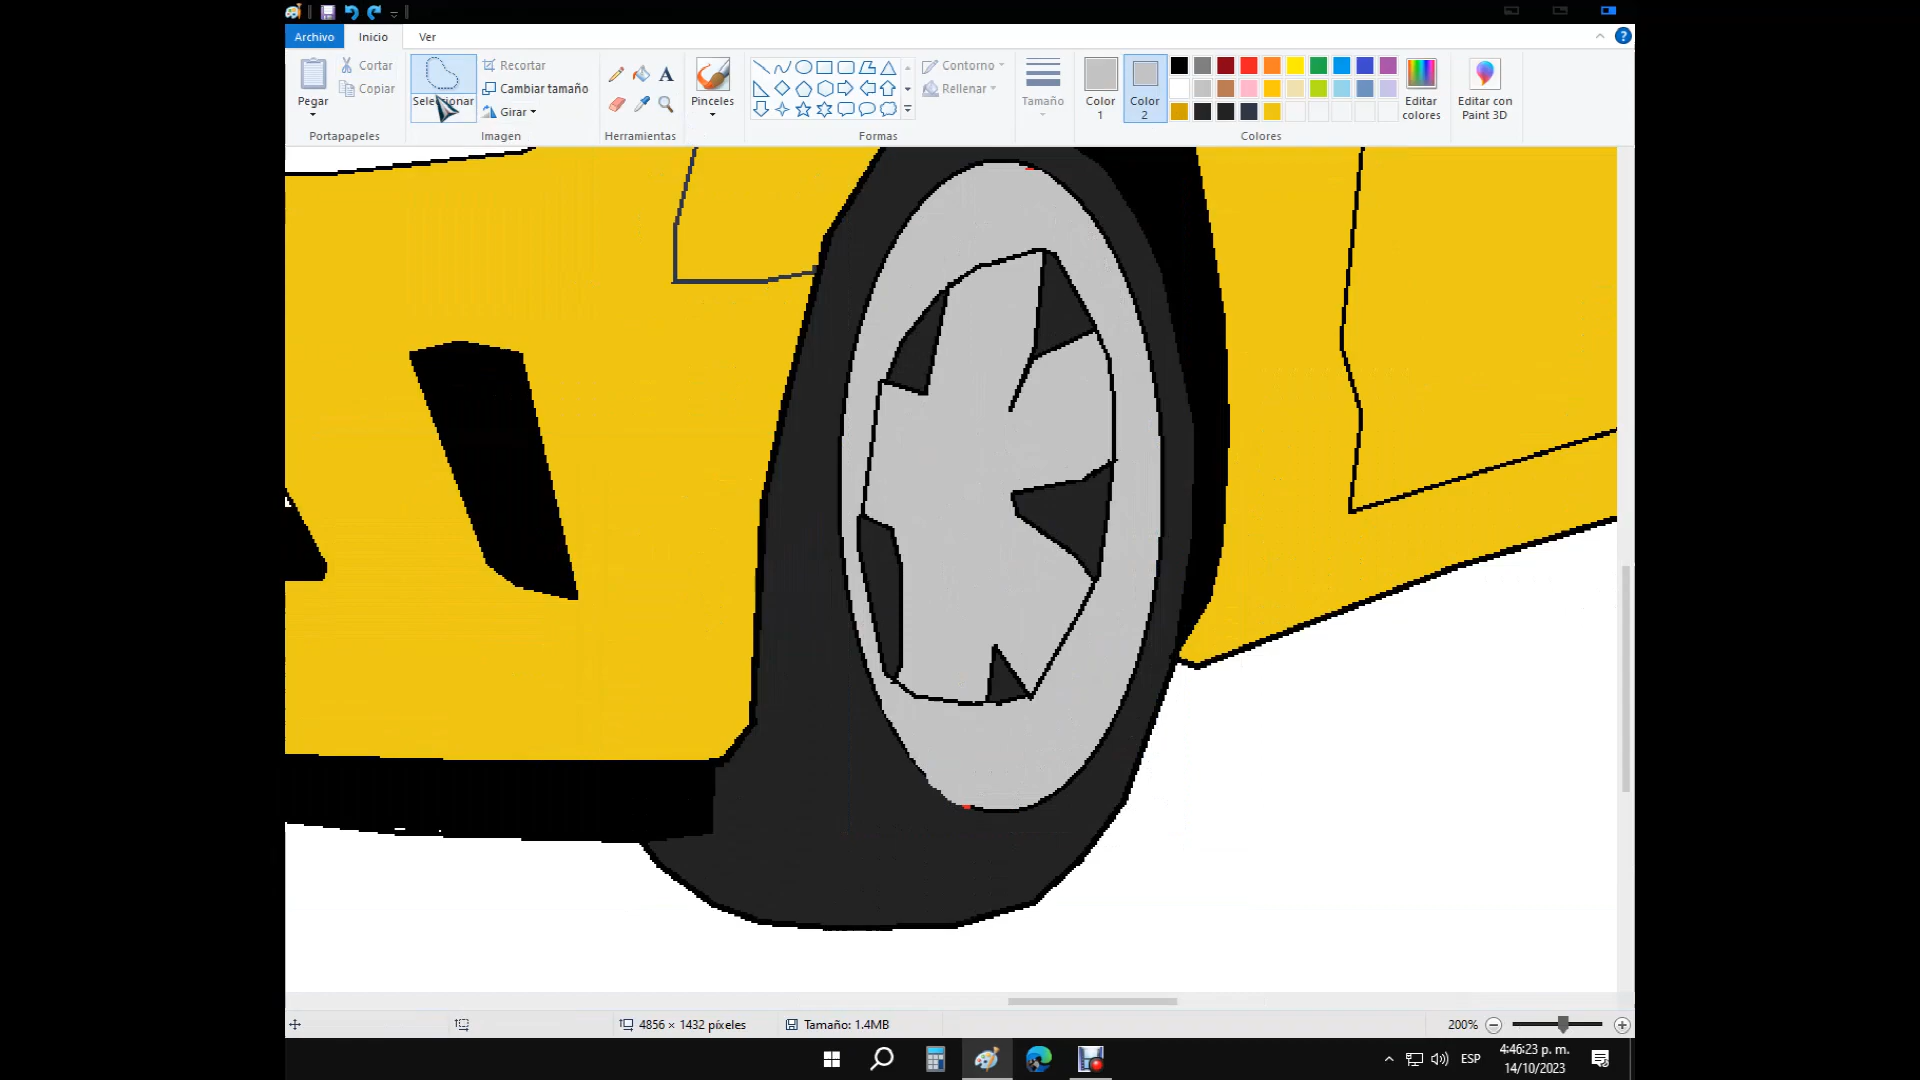 Archivo Inicio Ver
Pegar
Cortar
Copiar
Portapapeles
Seleccionar
Recortar
Cambiar tamaño
Girar
Imagen
A
Herramientas
Pinceles
Contorno
Rellenar
Formas
Tamaño
Color 1
Color 2
Editar colores
Colores
Editar con Paint 3D
?
4856 × 1432 píxeles
Tamaño: 1.4MB
200%
ESP
4:46:23 p. m.
14/10/2023